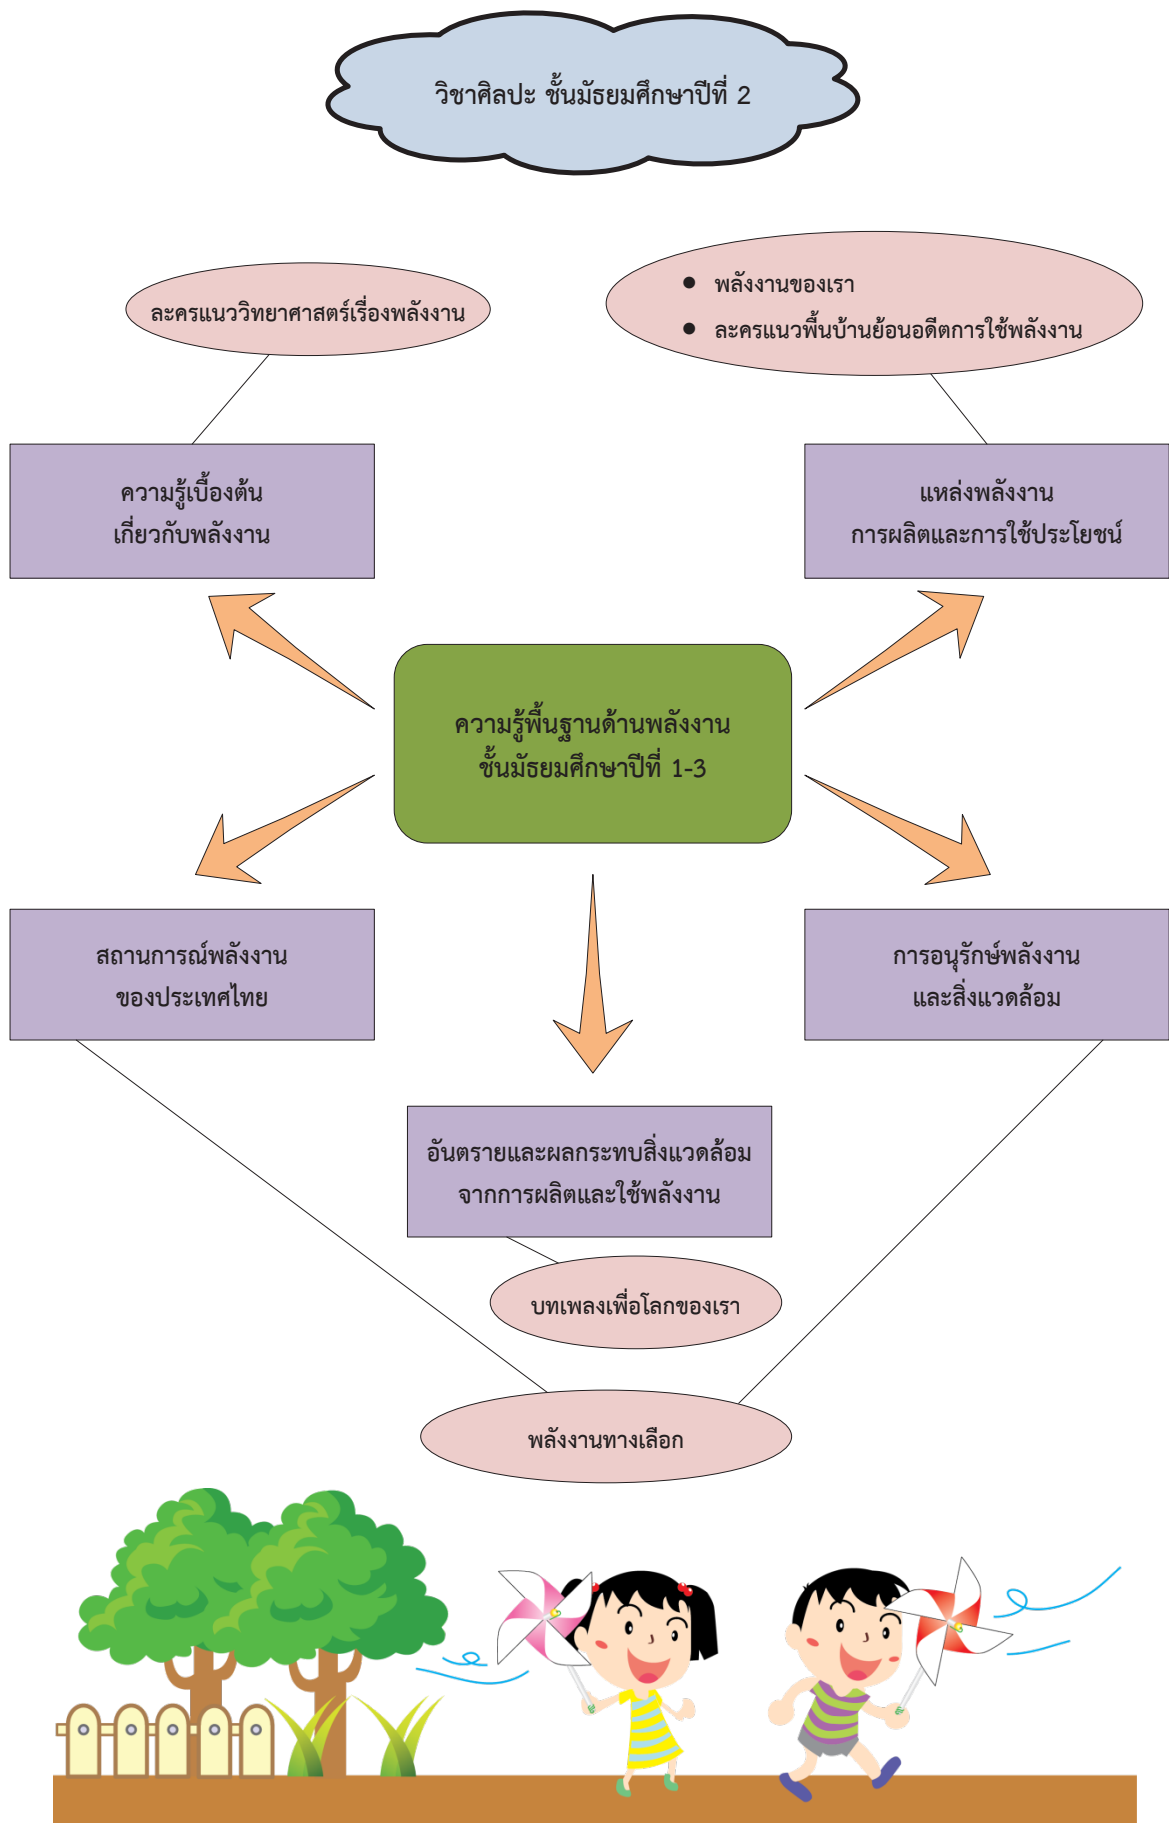 วิชาศิลปะ ชั้นมัธยมศึกษาปีที่ 2
ละครแนววิทยาศาสตร์เรื่องพลังงาน
● พลังงานของเรา
● ละครแนวพื้นบ้านย้อนอดีตการใช้พลังงาน
ความรู้เบื้องต้น
เกี่ยวกับพลังงาน
แหล่งพลังงาน
การผลิตและการใช้ประโยชน์
ความรู้พื้นฐานด้านพลังงาน
ชั้นมัธยมศึกษาปีที่ 1-3
สถานการณ์พลังงาน
ของประเทศไทย
การอนุรักษ์พลังงาน
และสิ่งแวดล้อม
อันตรายและผลกระทบสิ่งแวดล้อม
จากการผลิตและใช้พลังงาน
บทเพลงเพื่อโลกของเรา
พลังงานทางเลือก